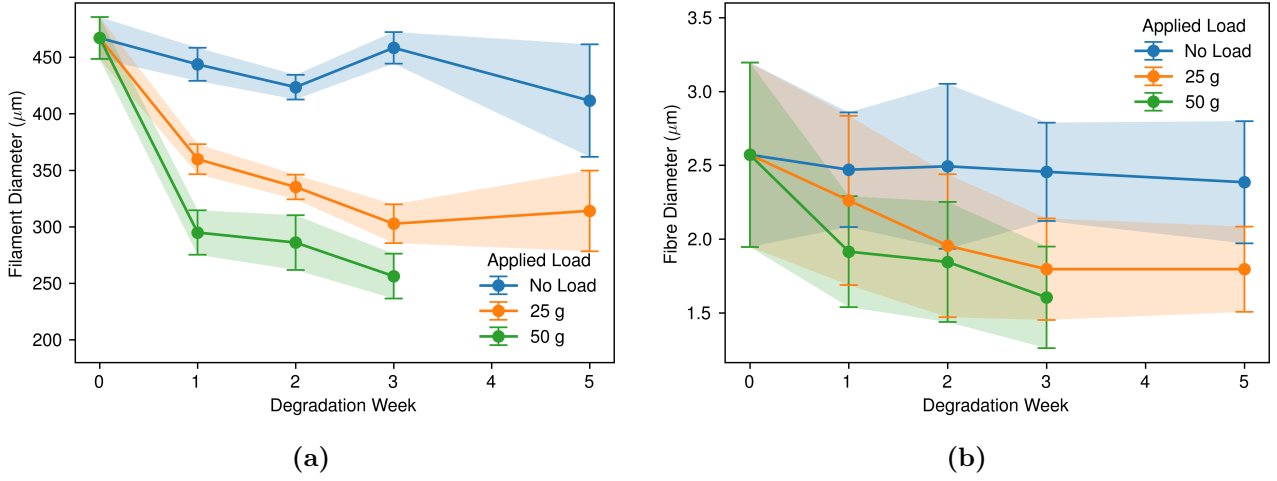 450
400
350
300
250
200
Filament Diameter (μm)
Applied Load
No Load
25 g
50 g
0 1 2 3 4 5
Degradation Week
(a)
3.5
3.0
2.5
2.0
1.5
Fibre Diameter (μm)
Applied Load
No Load
25 g
50 g
0 1 2 3 4 5
Degradation Week
(b)